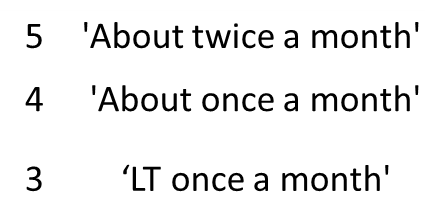 5 'About twice a month'
4 'About once a month'
3 ‘LT once a month'